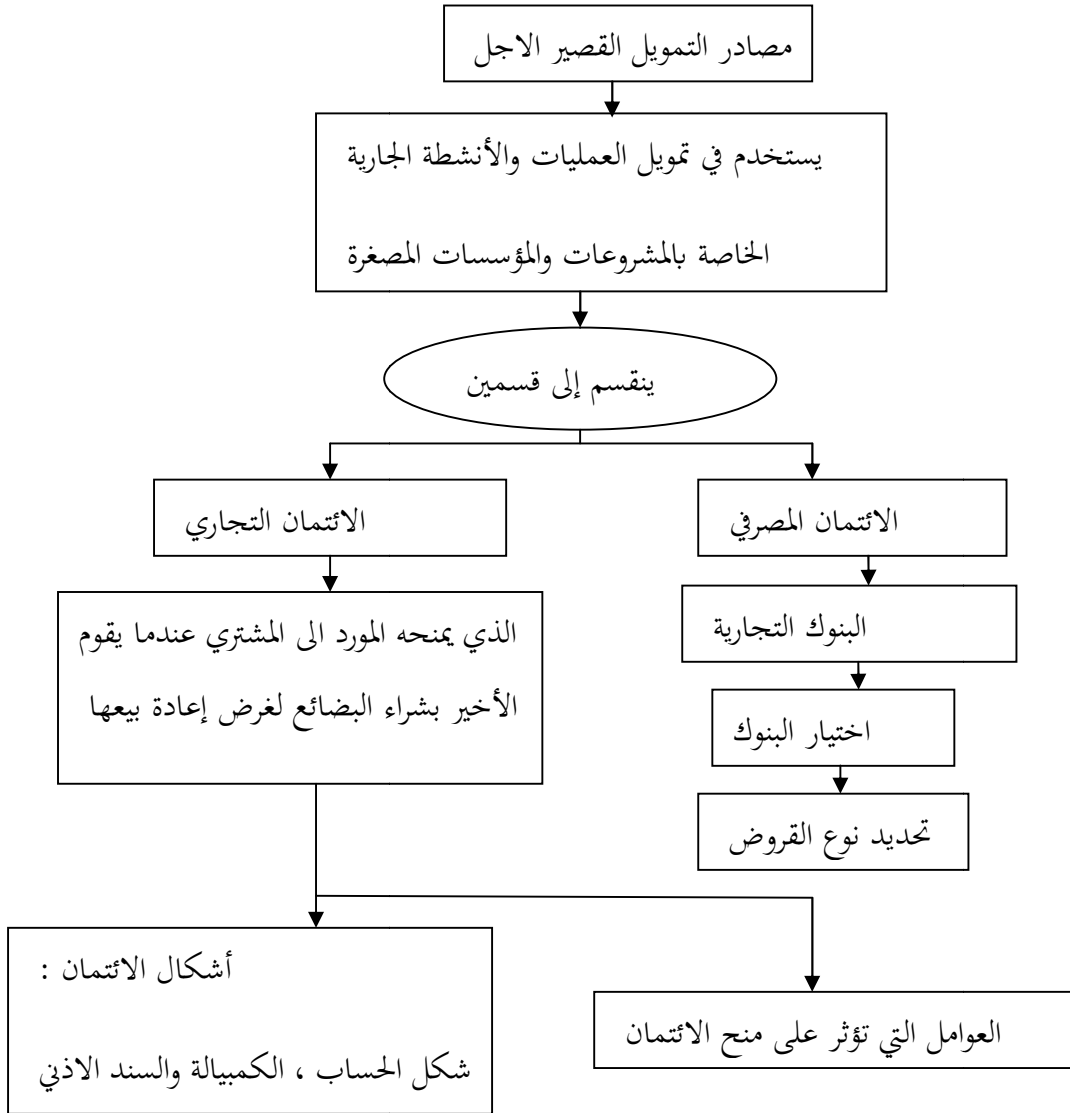 مصادر التمويل القصير الاجل
يستخدم في تمويل العمليات والأنشطة الجارية
الخاصة بالمشروعات والمؤسسات المصغرة
ينقسم إلى قسمين
الائتمان المصرفي
الائتمان التجاري
البنوك التجارية
الذي يمنحه المورد الى المشتري عندما يقوم
الأخير بشراء البضائع لغرض إعادة بيعها
اختيار البنوك
تحديد نوع القروض
أشكال الائتمان :
شكل الحساب ، الكمبيالة والسند الاذني
العوامل التي تؤثر على منح الائتمان